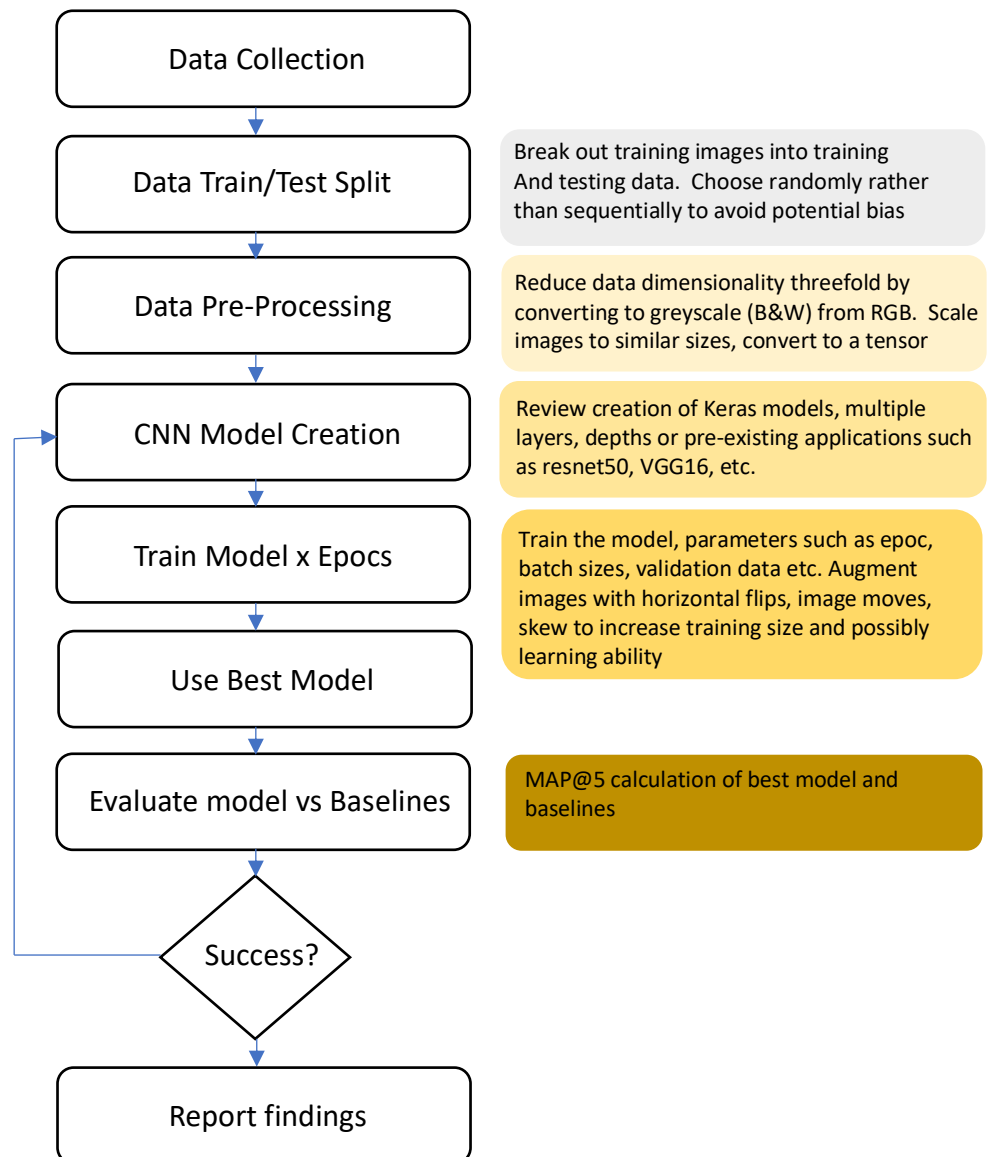 Data Collection
Data Train/Test Split
Break out training images into training
And testing data.  Choose randomly rather
than sequentially to avoid potential bias
Data Pre-Processing
Reduce data dimensionality threefold by
converting to greyscale (B&W) from RGB.  Scale
images to similar sizes, convert to a tensor
CNN Model Creation
Review creation of Keras models, multiple
layers, depths or pre-existing applications such
as resnet50, VGG16, etc.
Train Model x Epocs
Train the model, parameters such as epoc,
batch sizes, validation data etc. Augment
images with horizontal flips, image moves,
skew to increase training size and possibly
learning ability
Use Best Model
Evaluate model vs Baselines
MAP@5 calculation of best model and
baselines
Success?
Report findings